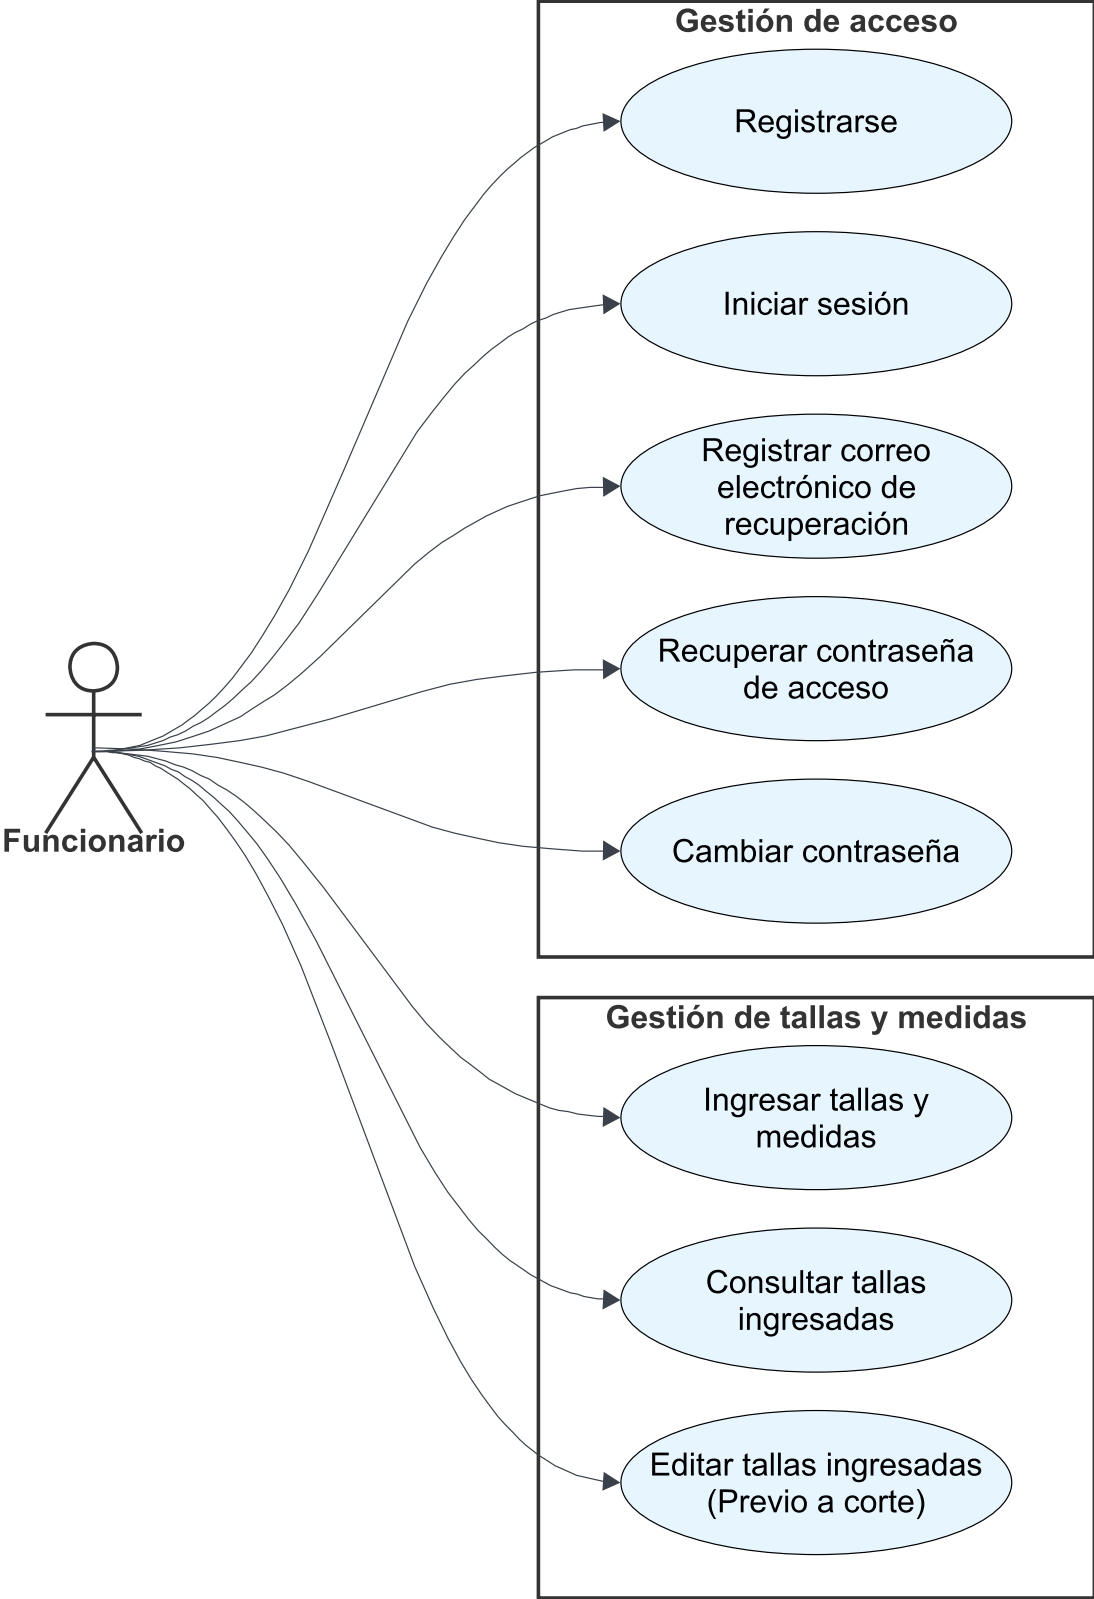 Gestión de acceso
Registrarse
Iniciar sesión
Registrar correo
electrónico de
recuperación
Recuperar contraseña
de acceso
Cambiar contraseña
Funcionario
Gestión de tallas y medidas
Ingresar tallas y
medidas
Consultar tallas
ingresadas
Editar tallas ingresadas
(Previo a corte)